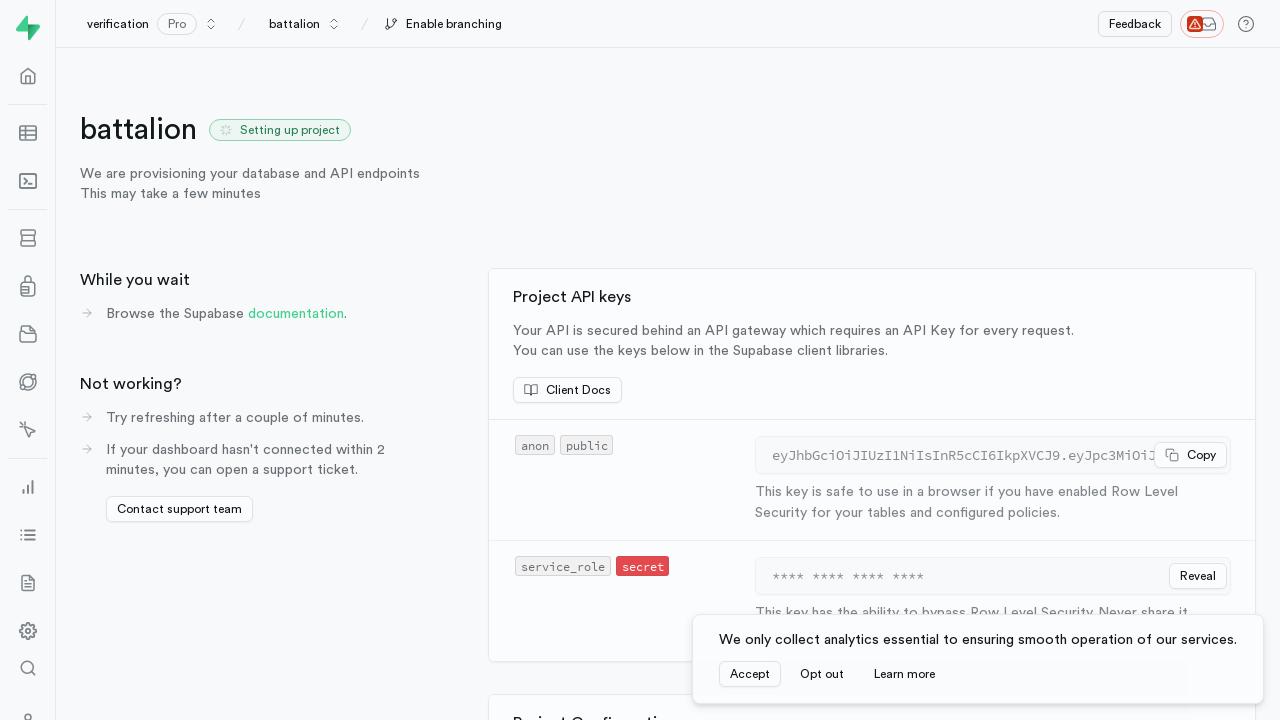 verification Pro / battalion / Enable branching Feedback
battalion Setting up project
We are provisioning your database and API endpoints
This may take a few minutes
While you wait
Browse the Supabase documentation.
Not working?
Try refreshing after a couple of minutes.
If your dashboard hasn't connected within 2
minutes, you can open a support ticket.
Contact support team
Project API keys
Your API is secured behind an API gateway which requires an API Key for every request.
You can use the keys below in the Supabase client libraries.
Client Docs
anon public
eyJhbGciOiJIUzI1NiIsInR5cCI6IkpXVCJ9.eyJpc3MiOiJ Copy
This key is safe to use in a browser if you have enabled Row Level
Security for your tables and configured policies.
service_role secret
**** **** **** **** Reveal
This key has the ability to bypass Row Level Security. Never share it
We only collect analytics essential to ensuring smooth operation of our services.
Accept Opt out Learn more
Project